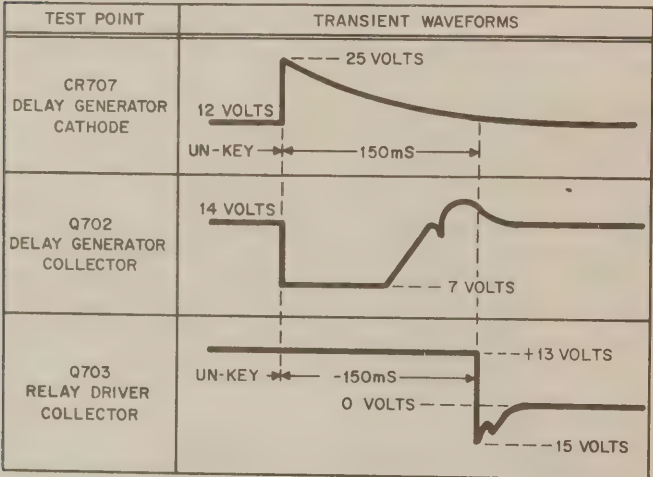 TEST POINT
TRANSIENT WAVEFORMS
CR707
DELAY GENERATOR
CATHODE
25 VOLTS
12 VOLTS
UN-KEY
150mS
Q702
DELAY GENERATOR
COLLECTOR
14 VOLTS
7 VOLTS
Q703
RELAY DRIVER
COLLECTOR
+13 VOLTS
UN-KEY
-150mS
0 VOLTS
15 VOLTS